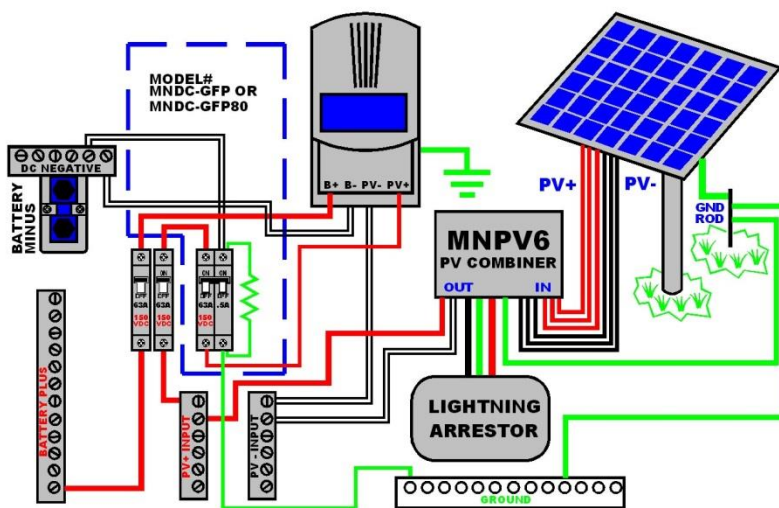 MODEL#
MNDC-GFP OR
MNDC-GFP80
DC NEGATIVE
BATTERY
MINUS
B+ B- PV- PV+
PV+
PV-
GND
ROD
MNPV6
PV COMBINER
OUT
IN
ON
ON
ON
OFF
OFF
OFF
OFF
63A
63A
63A
.5A
150
VDC
150
VDC
150
VDC
BATTERY PLUS
PV+ INPUT
PV - INPUT
LIGHTNING
ARRESTOR
GROUND